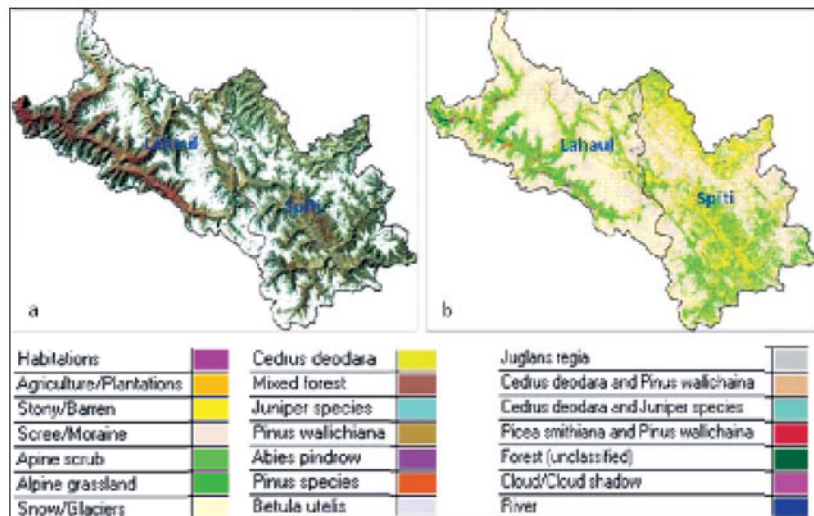 Lahaul
Spiti
a
Lahaul
Spiti
b
Habitations
Agriculture/Plantations
Stony/Barren
Scree/Moraine
Apine scrub
Alpine grassland
Snow/Glaciers
Cedrus deodara
Mixed forest
Juniper species
Pinus wallichiana
Abies pindrow
Pinus species
Betula utelis
Juglans regia
Cedrus deodara and Pinus wallichaina
Cedrus deodara and Juniper species
Picea smithiana and Pinus wallichaina
Forest (unclassified)
Cloud/Cloud shadow
River